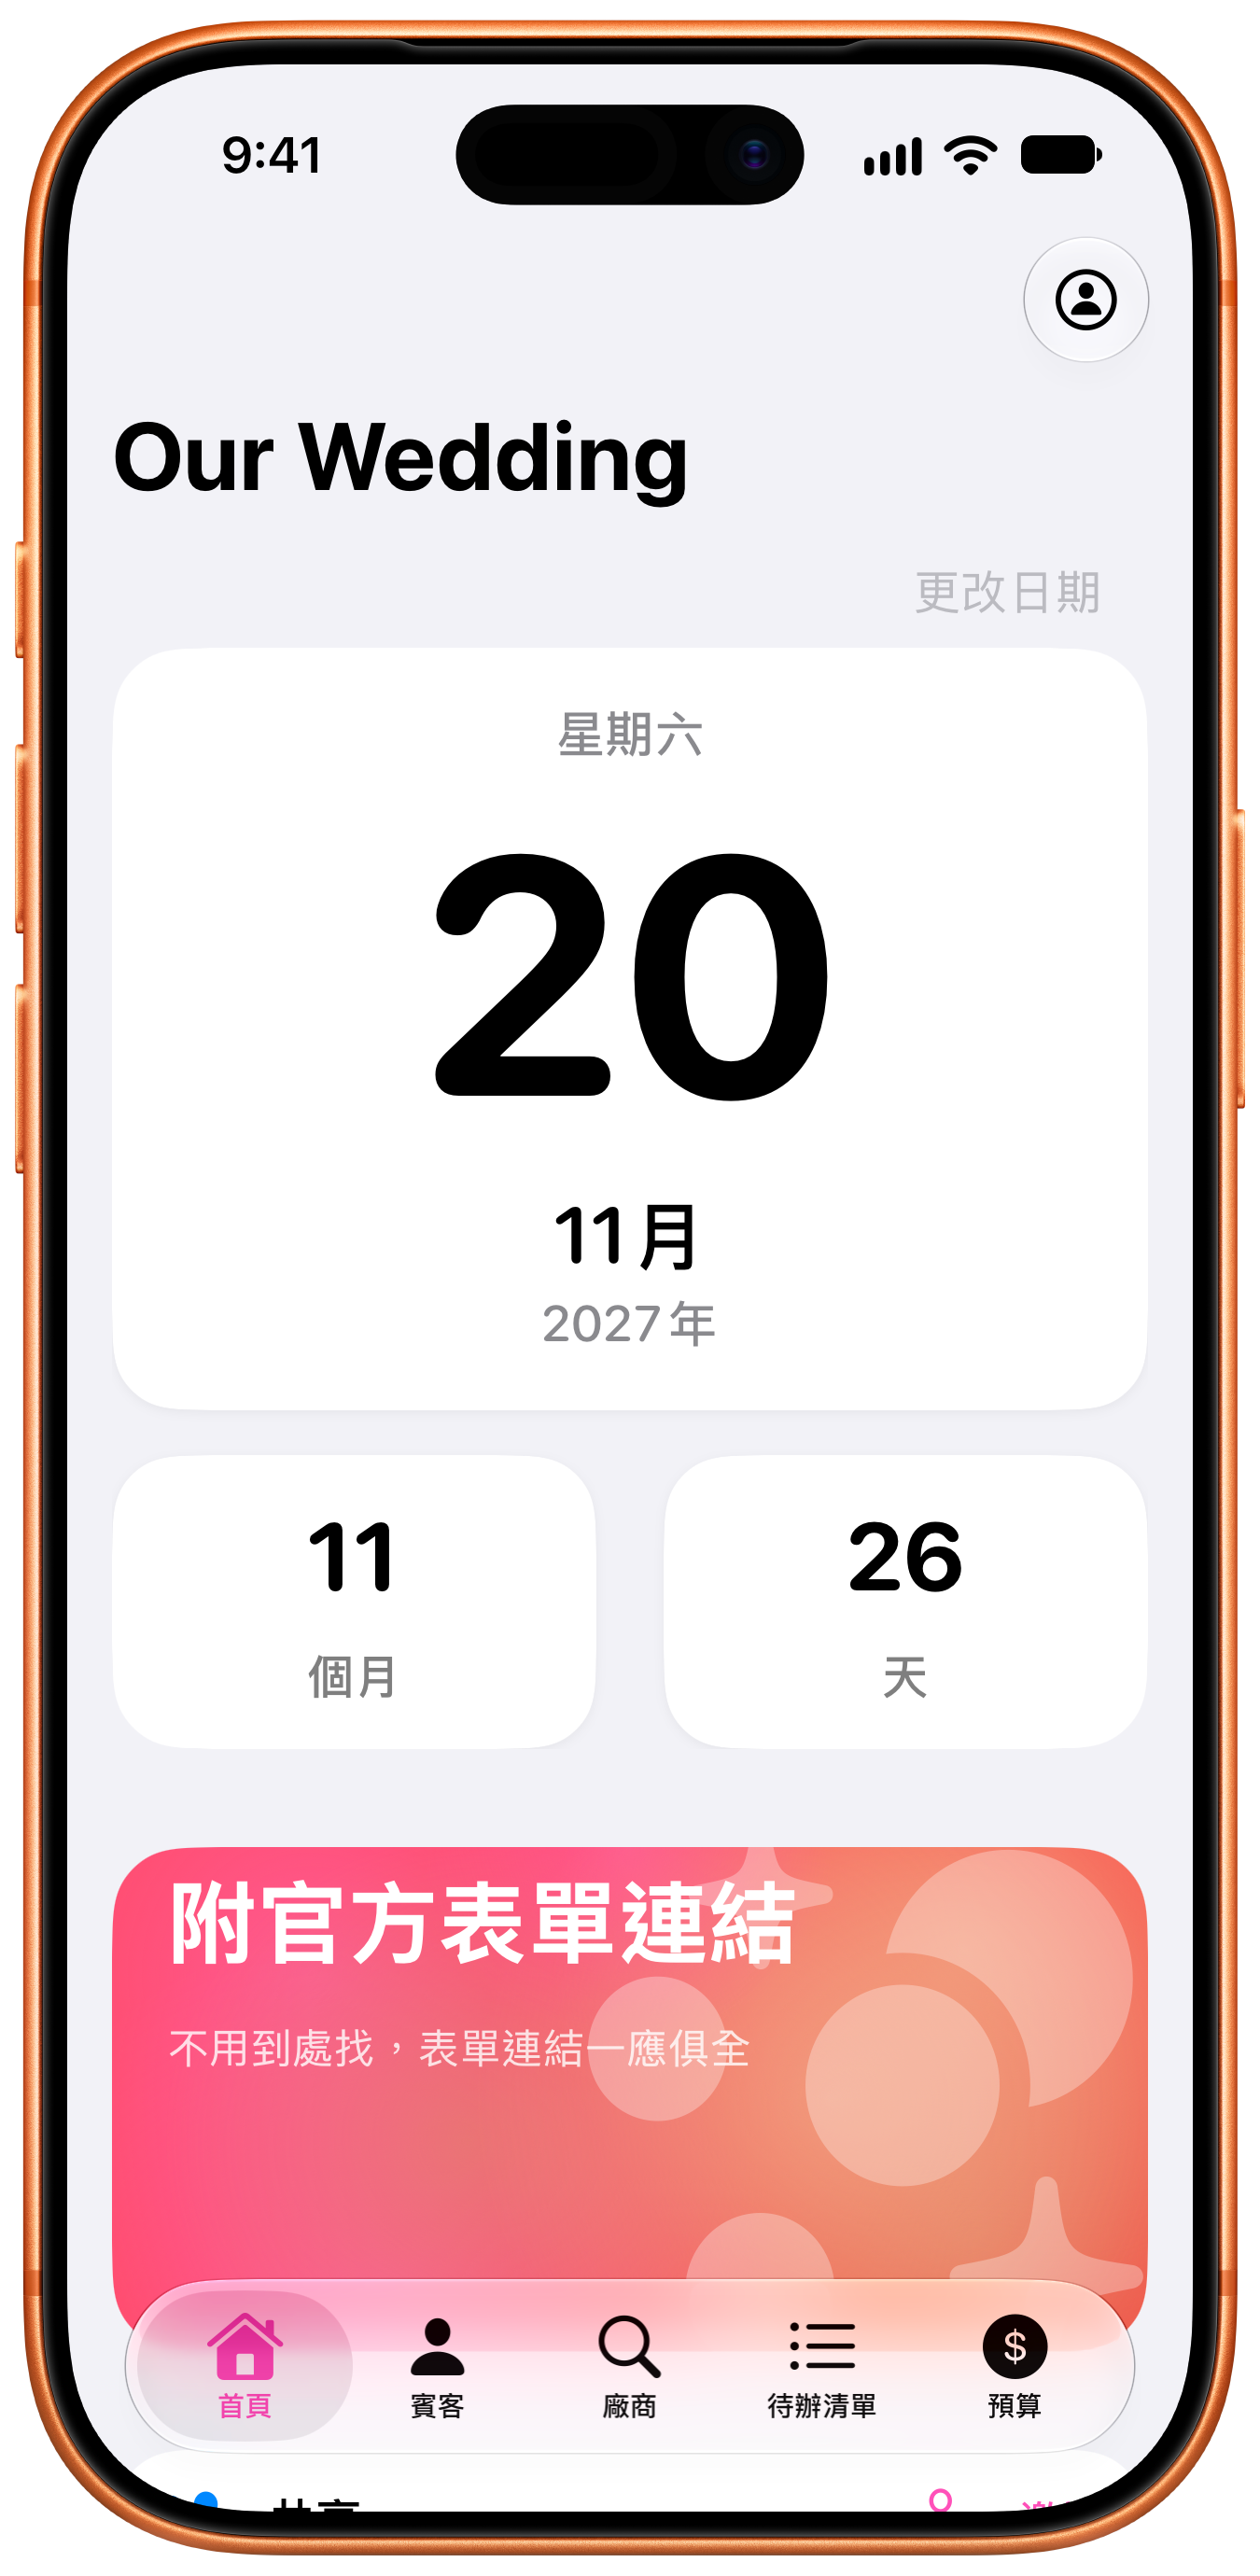 9:41
Our Wedding
更改日期
星期六
20
11月
2027年
11
個月
26
天
附官方表單連結
不用到處找，表單連結一應俱全
$
首頁
賓客
廠商
待辦清單
預算